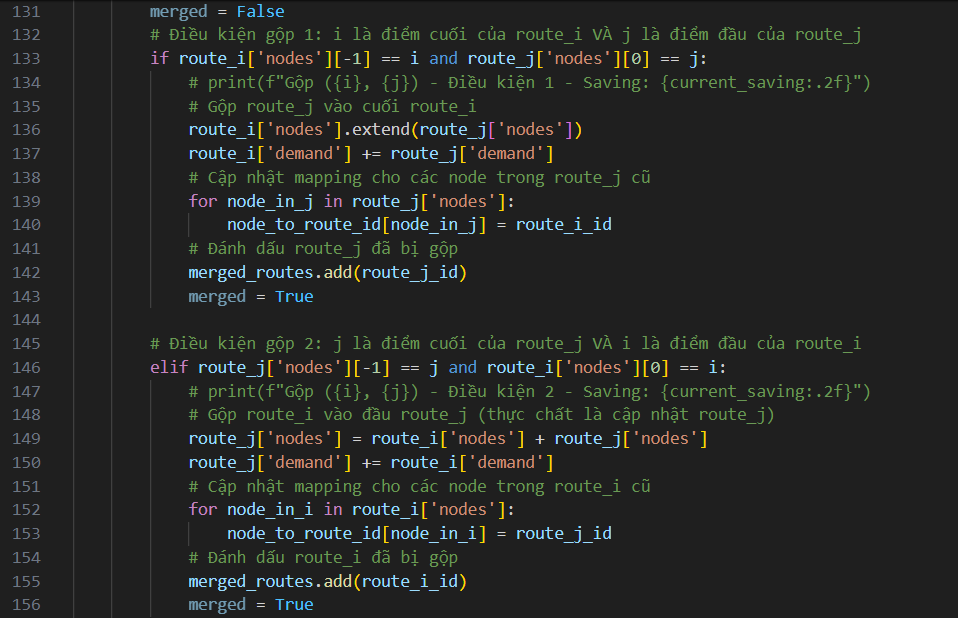 131 merged = False
132 # Điều kiện gộp 1: i là điểm cuối của route_i VÀ j là điểm đầu của route_j
133 if route_i['nodes'][-1] == i and route_j['nodes'][0] == j:
134 # print(f"Gộp ({i}, {j}) - Điều kiện 1 - Saving: {current_saving:.2f}")
135 # Gộp route_j vào cuối route_i
136 route_i['nodes'].extend(route_j['nodes'])
137 route_i['demand'] += route_j['demand']
138 # Cập nhật mapping cho các node trong route_j cũ
139 for node_in_j in route_j['nodes']:
140 node_to_route_id[node_in_j] = route_i_id
141 # Đánh dấu route_j đã bị gộp
142 merged_routes.add(route_j_id)
143 merged = True
144
145 # Điều kiện gộp 2: j là điểm cuối của route_j VÀ i là điểm đầu của route_i
146 elif route_j['nodes'][-1] == j and route_i['nodes'][0] == i:
147 # print(f"Gộp ({i}, {j}) - Điều kiện 2 - Saving: {current_saving:.2f}")
148 # Gộp route_i vào đầu route_j (thực chất là cập nhật route_j)
149 route_j['nodes'] = route_i['nodes'] + route_j['nodes']
150 route_j['demand'] += route_i['demand']
151 # Cập nhật mapping cho các node trong route_i cũ
152 for node_in_i in route_i['nodes']:
153 node_to_route_id[node_in_i] = route_j_id
154 # Đánh dấu route_i đã bị gộp
155 merged_routes.add(route_i_id)
156 merged = True